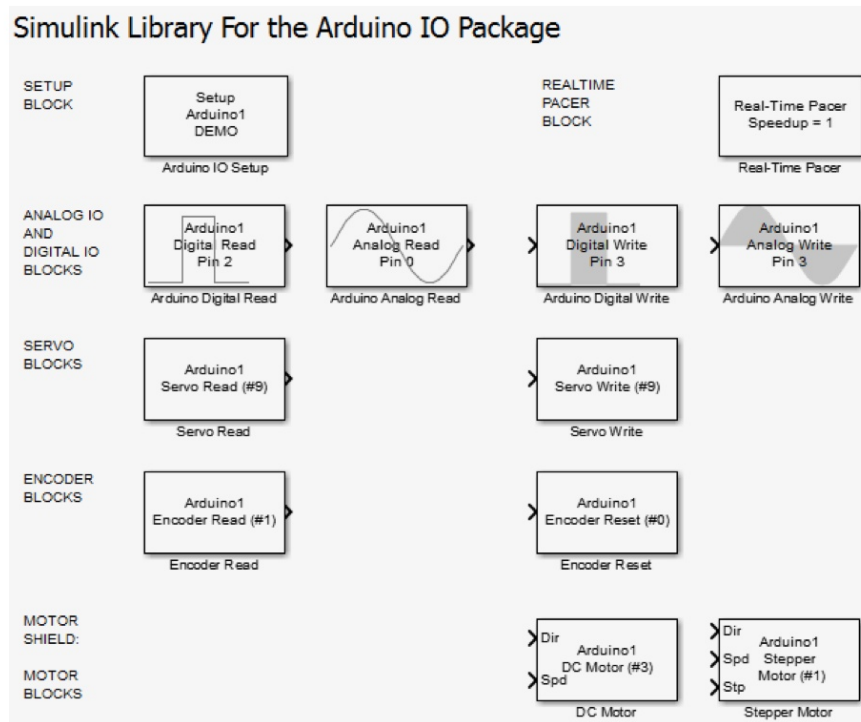 Simulink Library For the Arduino IO Package
SETUP
BLOCK
Setup
Arduino1
DEMO
Arduino IO Setup
REALTIME
PACER
BLOCK
Real-Time Pacer
Speedup = 1
Real-Time Pacer
ANALOG IO
AND
DIGITAL IO
BLOCKS
Arduino1
Digital Read
Pin 2
Arduino Digital Read
Arduino1
Analog Read
Pin 0
Arduino Analog Read
Arduino1
Digital Write
Pin 3
Arduino Digital Write
Arduino1
Analog Write
Pin 3
Arduino Analog Write
SERVO
BLOCKS
Arduino1
Servo Read (#9)
Servo Read
Arduino1
Servo Write (#9)
Servo Write
ENCODER
BLOCKS
Arduino1
Encoder Read (#1)
Encoder Read
Arduino1
Encoder Reset (#0)
Encoder Reset
MOTOR
SHIELD:
MOTOR
BLOCKS
Dir
Spd
Arduino1
DC Motor (#3)
DC Motor
Dir
Spd
Stp
Arduino1
Stepper
Motor (#1)
Stepper Motor